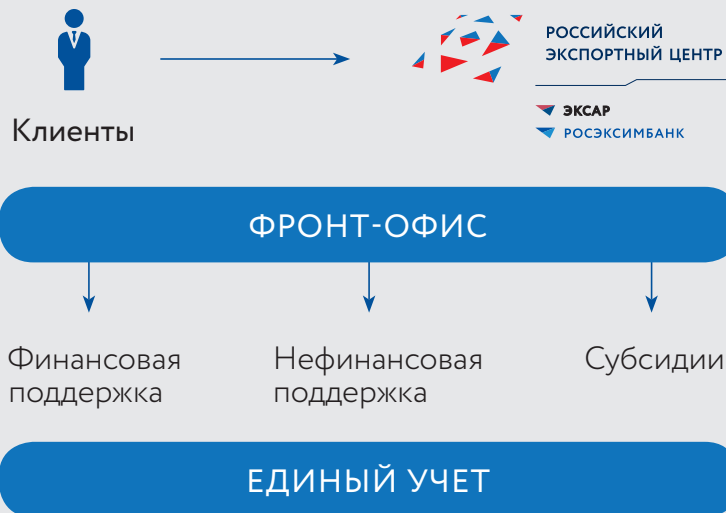 РОССИЙСКИЙ
ЭКСПОРТНЫЙ ЦЕНТР
ЭКСАР
РОСЭКСИМБАНК
Клиенты
ФРОНТ-ОФИС
Финансовая
поддержка
Нефинансовая
поддержка
Субсидии
ЕДИНЫЙ УЧЕТ